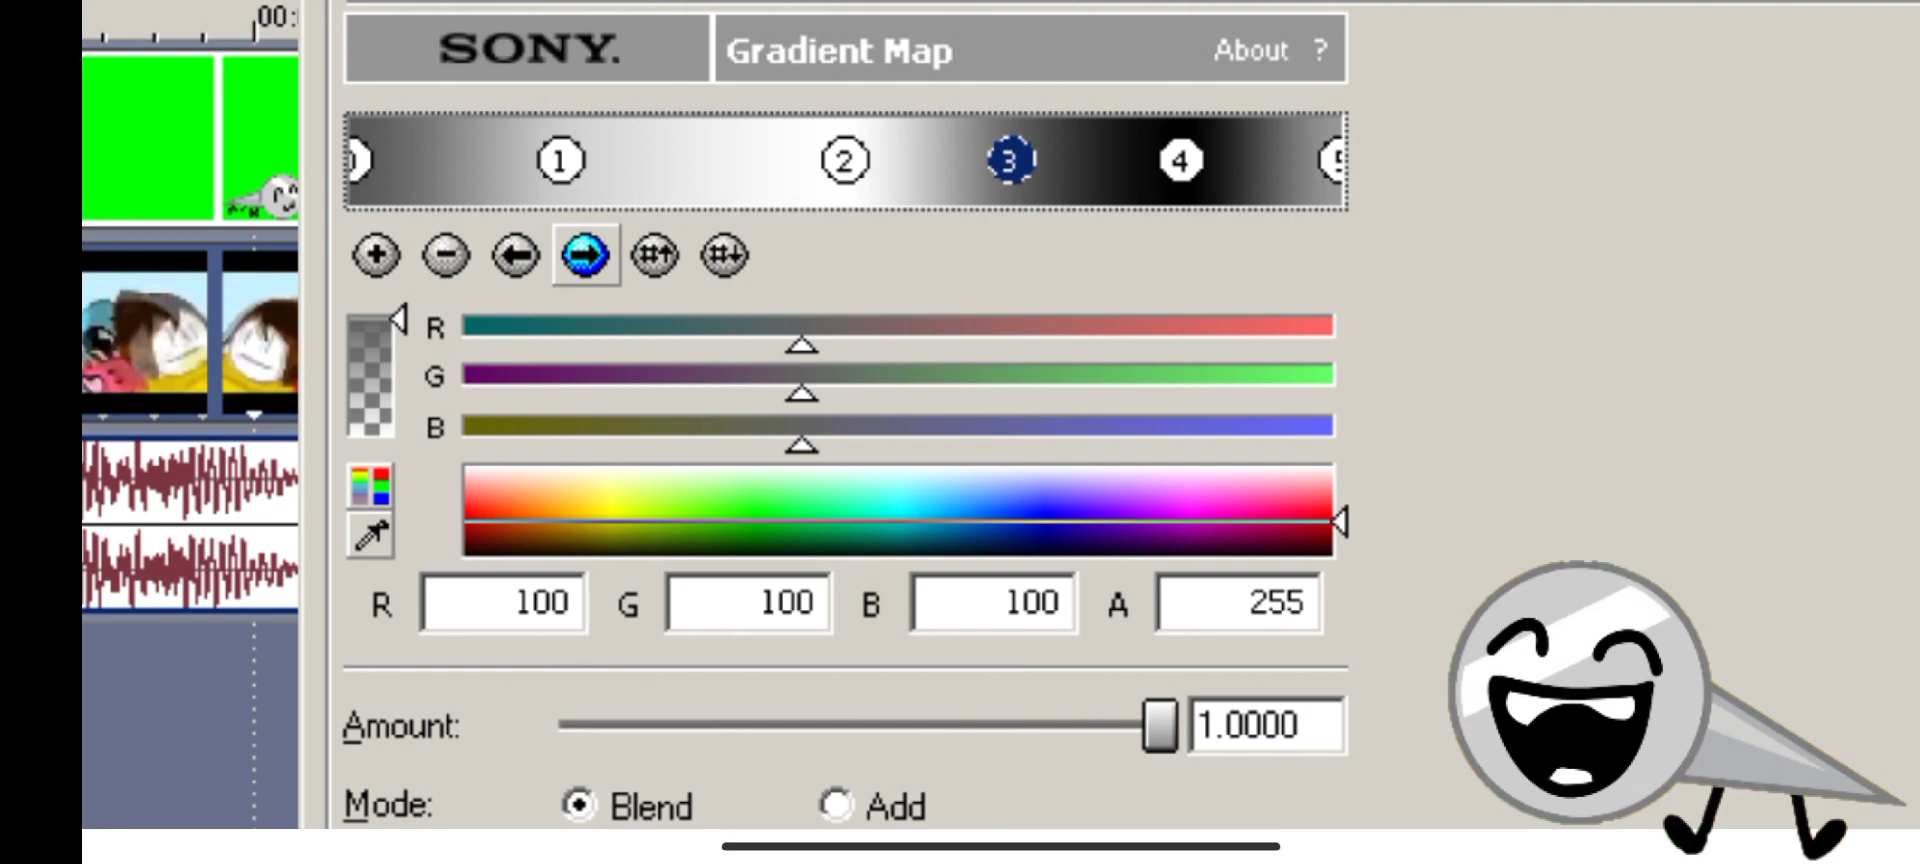 00:
SONY.
Gradient Map
About ?
1 2 3 4
R
G
B
R 100 G 100 B 100 A 255
Amount: 1.0000
Mode: Blend Add